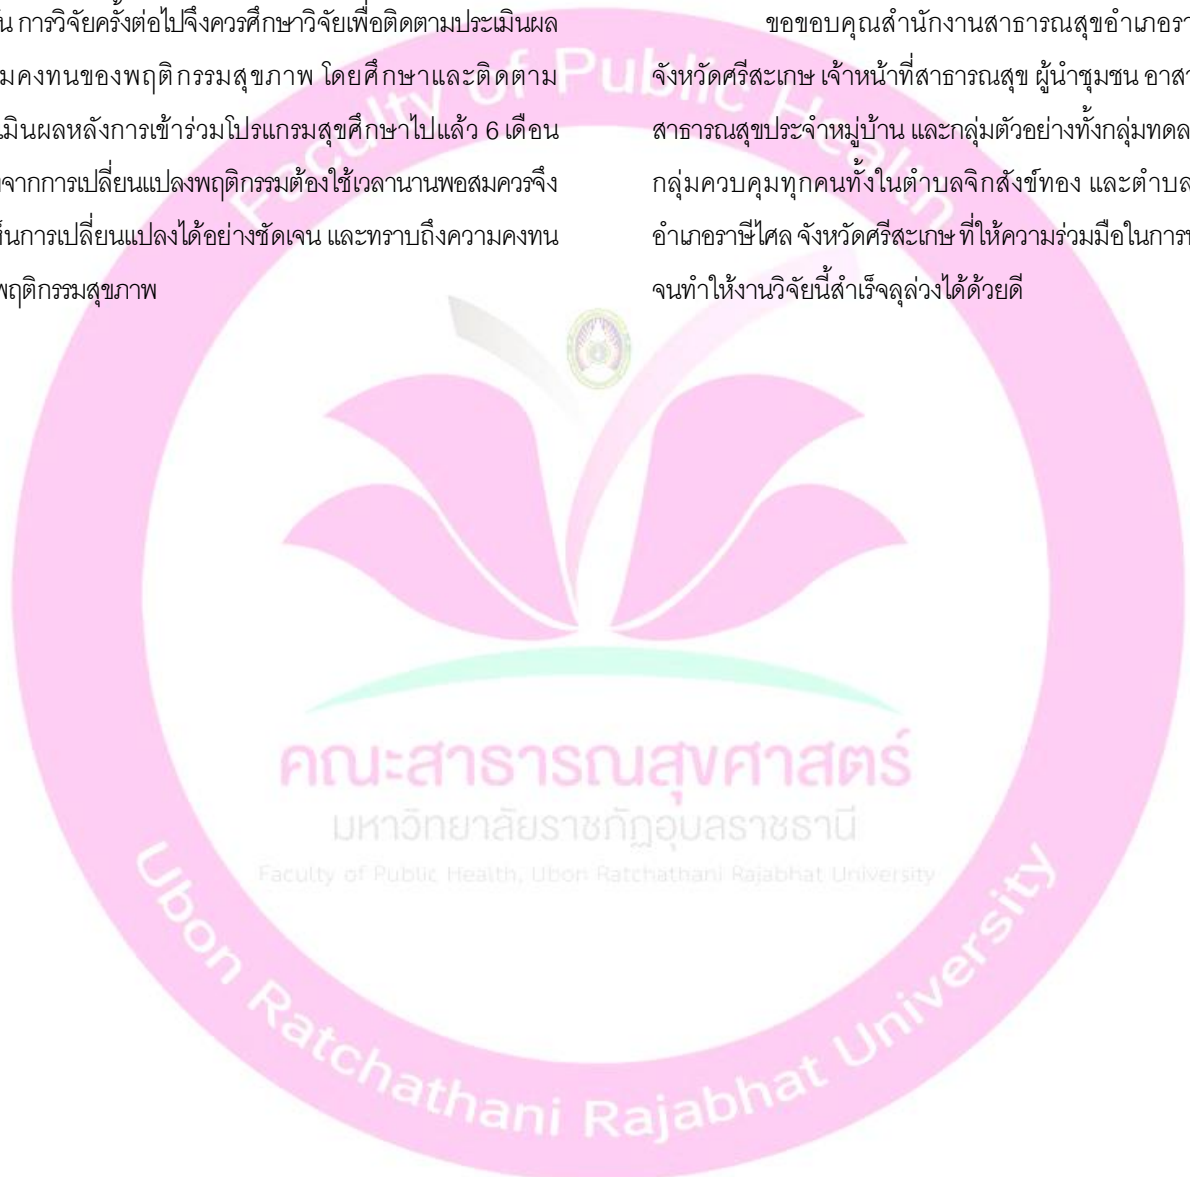 การวิจัยครั้งต่อไปจึงควรศึกษาวิจัยเพื่อติดตามประเมินผล
มคงทนของพฤติกรรมสุขภาพ โดยศึกษาและติดตาม
เมินผลหลังการเข้าร่วมโปรแกรมสุขศึกษาไปแล้ว 6 เดือน
จากการเปลี่ยนแปลงพฤติกรรมต้องใช้เวลานานพอสมควรจึง
ห็นการเปลี่ยนแปลงได้อย่างชัดเจน และทราบถึงความคงทน
พฤติกรรมสุขภาพ
ขอขอบคุณสำนักงานสาธารณสุขอำเภอรา
จังหวัดศรีสะเกษ เจ้าหน้าที่สาธารณสุข ผู้นำชุมชน อาสา
สาธารณสุขประจำหมู่บ้าน และกลุ่มตัวอย่างทั้งกลุ่มทดล
กลุ่มควบคุมทุกคนทั้งในตำบลจิกสังข์ทอง และตำบล
อำเภอราษีไศล จังหวัดศรีสะเกษ ที่ให้ความร่วมมือในการ
จนทำให้งานวิจัยนี้สำเร็จลุล่วงได้ด้วยดี
Faculty of Public Health
คณะสาธารณสุขศาสตร์
มหาวิทยาลัยราชภัฏอุบลราชธานี
Faculty of Public Health, Ubon Ratchathani Rajabhat University
Ubon Ratchathani Rajabhat University